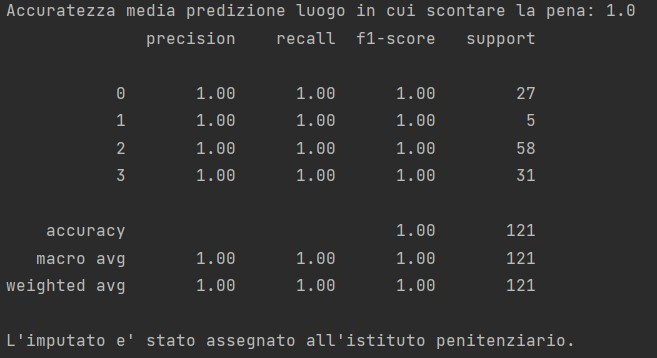 Accuratezza media predizione luogo in cui scontare la pena: 1.0
precision recall f1-score support
0 1.00 1.00 1.00 27
1 1.00 1.00 1.00 5
2 1.00 1.00 1.00 58
3 1.00 1.00 1.00 31
accuracy 1.00 121
macro avg 1.00 1.00 1.00 121
weighted avg 1.00 1.00 1.00 121
L'imputato e' stato assegnato all'istituto penitenziario.